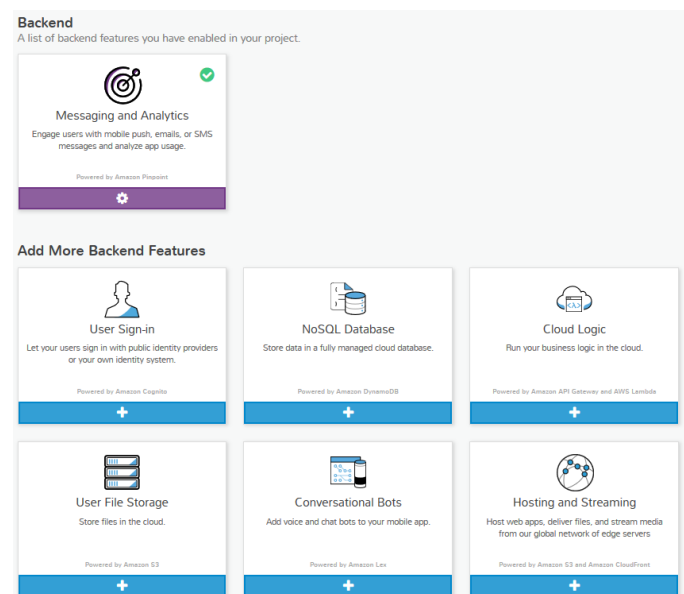 Backend
A list of backend features you have enabled in your project.
Messaging and Analytics
Engage users with mobile push, emails, or SMS
messages and analyze app usage.
Powered by Amazon Pinpoint
Add More Backend Features
User Sign-in
Let your users sign in with public identity providers
or your own identity system.
Powered by Amazon Cognito
NoSQL Database
Store data in a fully managed cloud database.
Powered by Amazon DynamoDB
Cloud Logic
Run your business logic in the cloud.
Powered by Amazon API Gateway and AWS Lambda
User File Storage
Store files in the cloud.
Powered by Amazon S3
Conversational Bots
Add voice and chat bots to your mobile app.
Powered by Amazon Lex
Hosting and Streaming
Host web apps, deliver files, and stream media
from our global network of edge servers
Powered by Amazon S3 and Amazon CloudFront